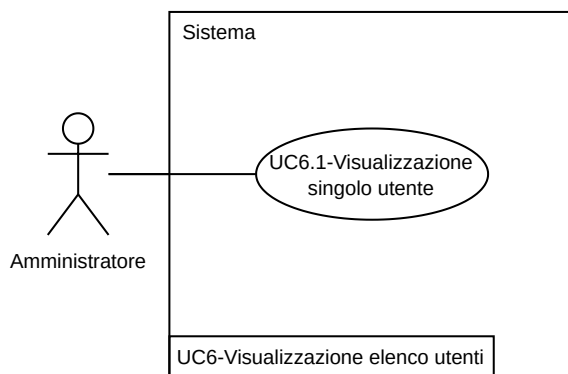 Sistema
UC6.1-Visualizzazione
singolo utente
Amministratore
UC6-Visualizzazione elenco utenti